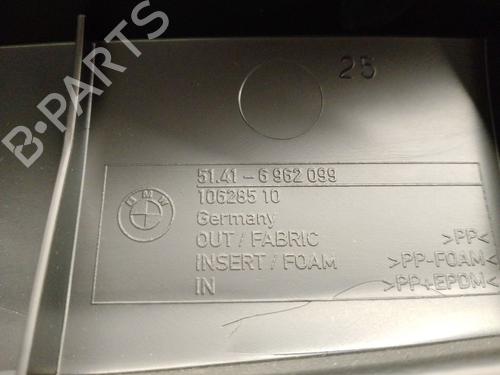 25
B-PARTS
BMW
51.41 - 6 962 099
106285 10
Germany
OUT / FABRIC >PP<
INSERT / FOAM >PP-FOAM<
IN >PP+EPDM<